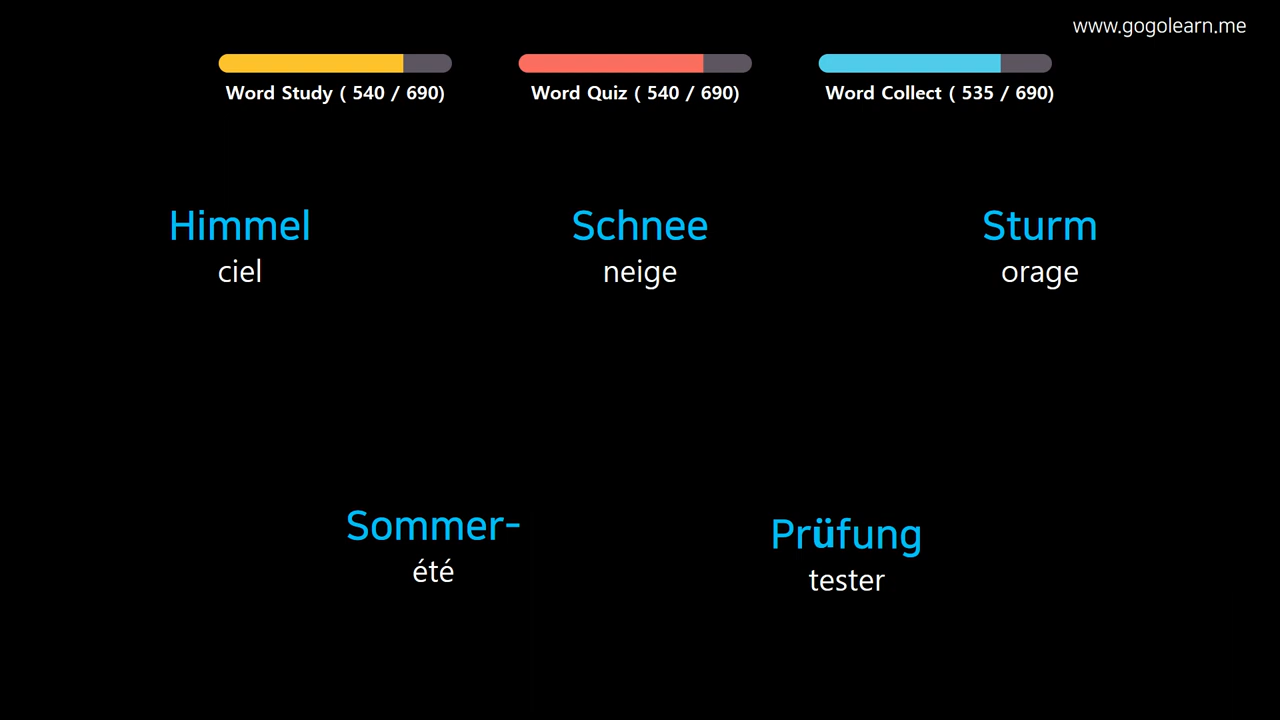 www.gogolearn.me
Word Study ( 540 / 690)
Word Quiz ( 540 / 690)
Word Collect ( 535 / 690)
Himmel
ciel
Schnee
neige
Sturm
orage
Sommer-
été
Prüfung
tester